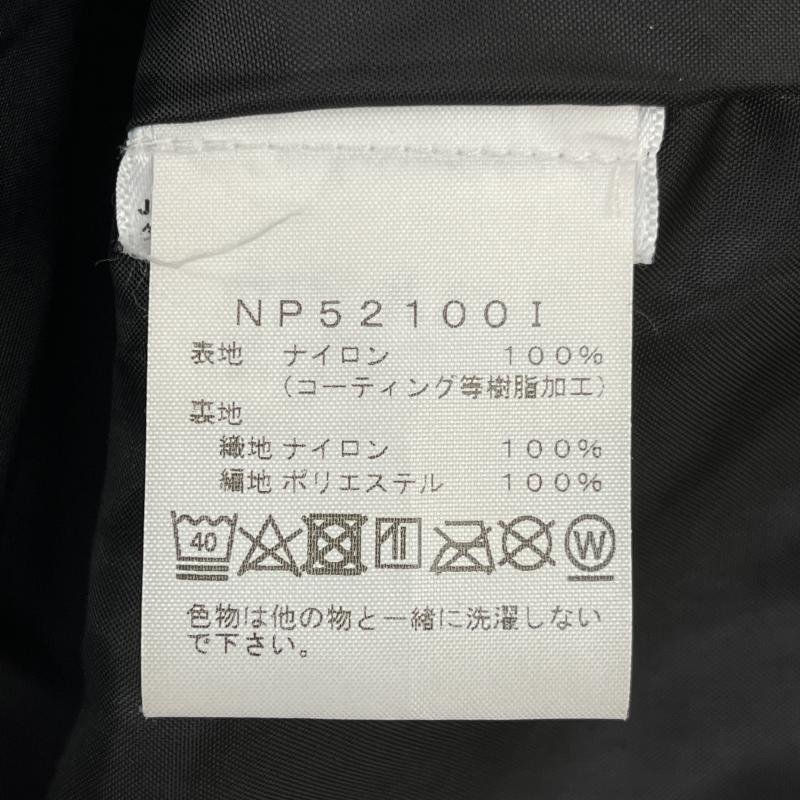 NP52100I
表地 ナイロン 100%
(コーティング等樹脂加工)
裏地
織地 ナイロン 100%
編地 ポリエステル 100%
40 W
色物は他の物と一緒に洗濯しない
で下さい。